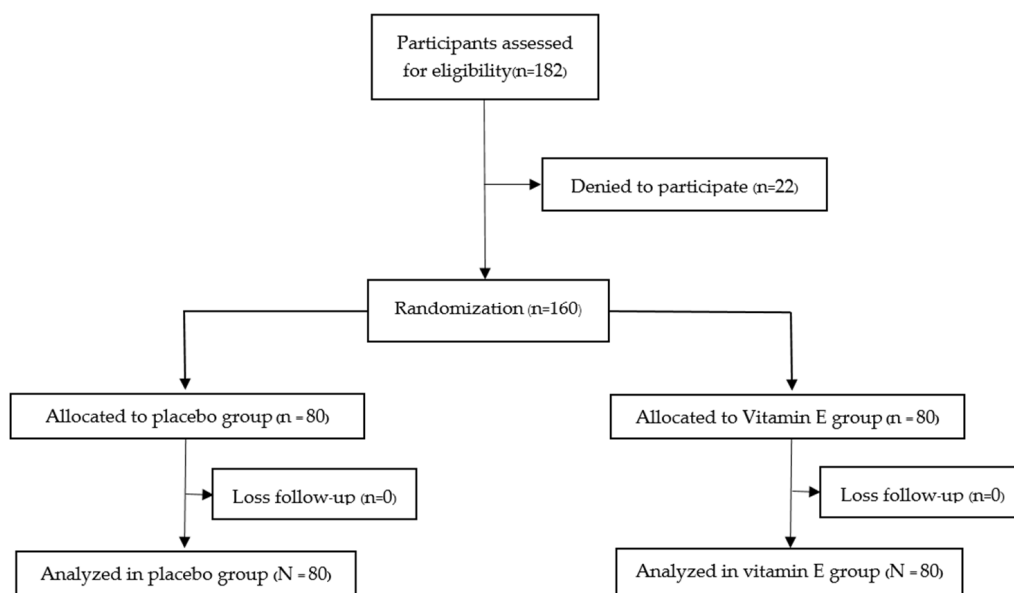 Participants assessed
for eligibility(n=182)
Denied to participate (n=22)
Randomization (n=160)
Allocated to placebo group (n = 80)
Allocated to Vitamin E group (n = 80)
Loss follow-up (n=0)
Loss follow-up (n=0)
Analyzed in placebo group (N = 80)
Analyzed in vitamin E group (N = 80)